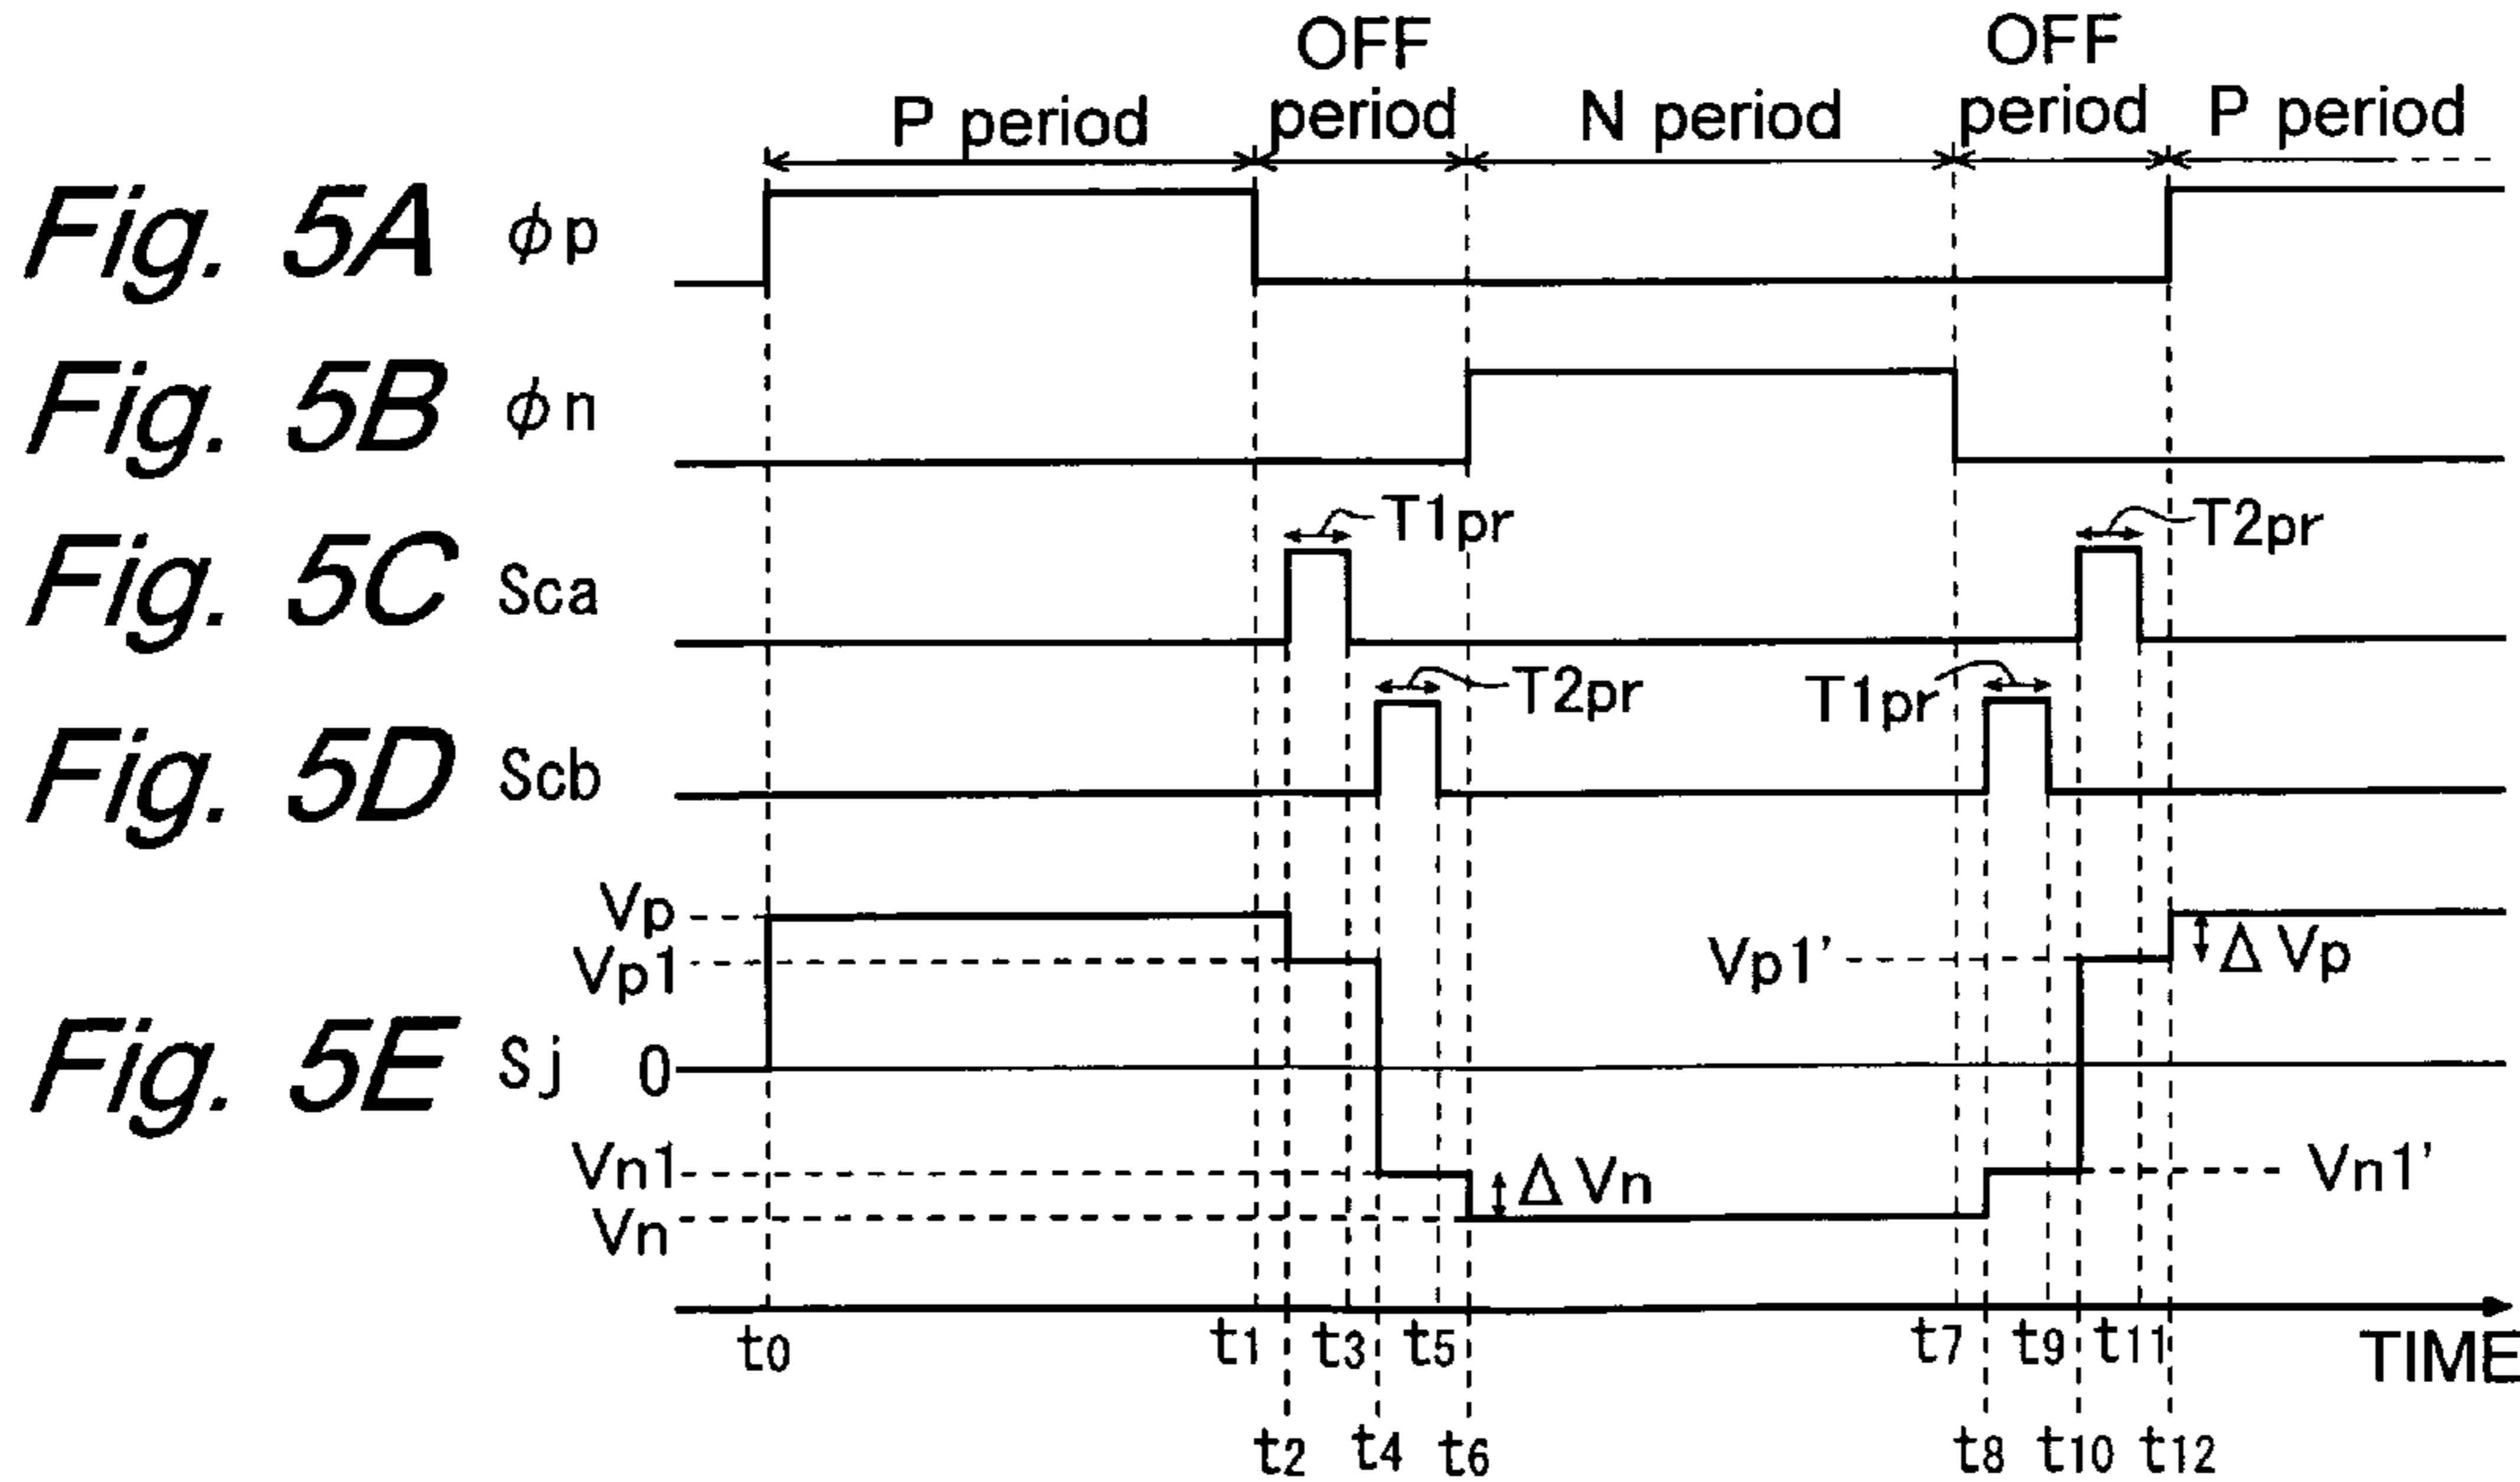 OFF OFF
P period period N period period P period
Fig. 5A ϕp
Fig. 5B ϕn
T1pr T2pr
Fig. 5C Sca
T2pr T1pr
Fig. 5D Scb
Vp
Vp1 Vp1' Δ Vp
Fig. 5E Sj 0
Vn1 Δ Vn Vn1'
Vn
t0 t1 t3 t5 t7 t9 t11 TIME
t2 t4 t6 t8 t10 t12